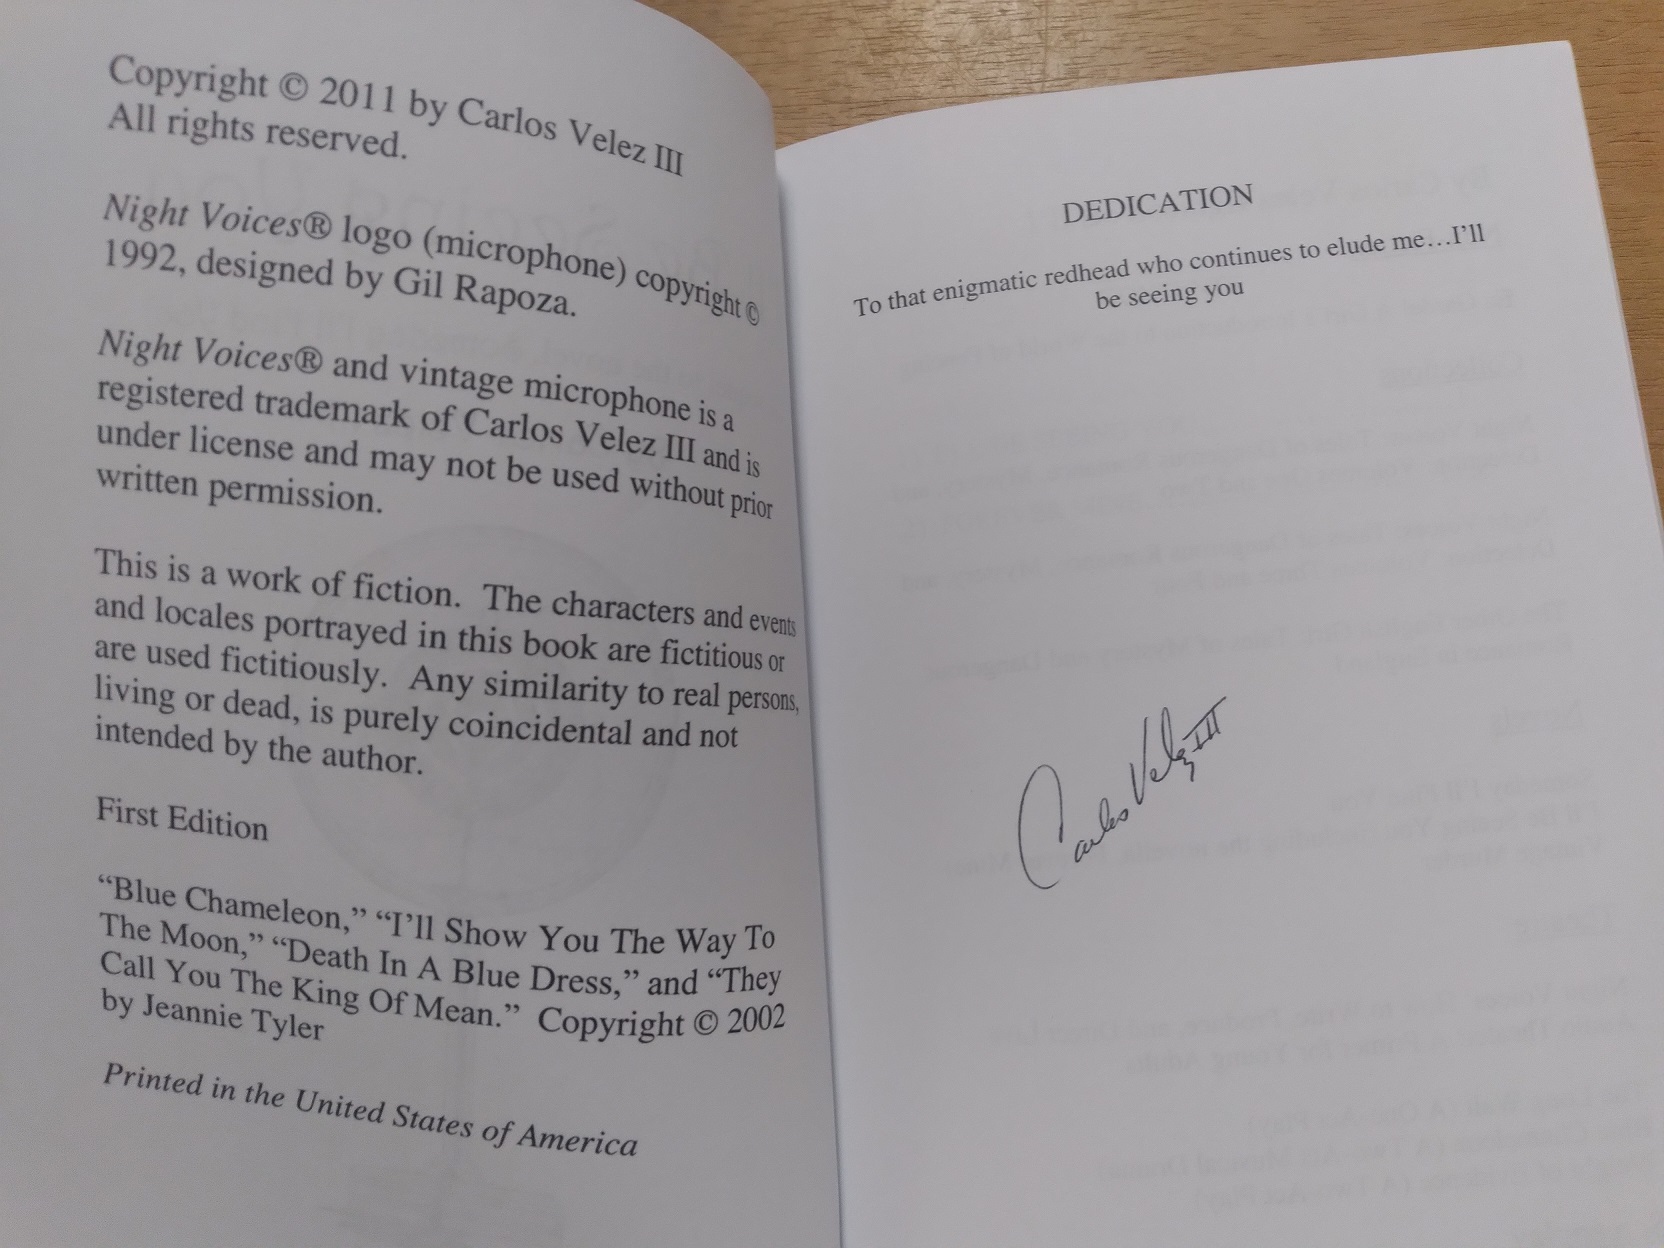 Copyright © 2011 by Carlos Velez III
All rights reserved.
Night Voices® logo (microphone) copyright ©
1992, designed by Gil Rapoza.
Night Voices® and vintage microphone is a
registered trademark of Carlos Velez III and is
under license and may not be used without prior
written permission.
This is a work of fiction. The characters and events
and locales portrayed in this book are fictitious or
are used fictitiously. Any similarity to real persons,
living or dead, is purely coincidental and not
intended by the author.
First Edition
“Blue Chameleon,” “I’ll Show You The Way To
The Moon,” “Death In A Blue Dress,” and “They
Call You The King Of Mean.” Copyright © 2002
by Jeannie Tyler
Printed in the United States of America
DEDICATION
To that enigmatic redhead who continues to elude me…I’ll
be seeing you
Carlos Velez III